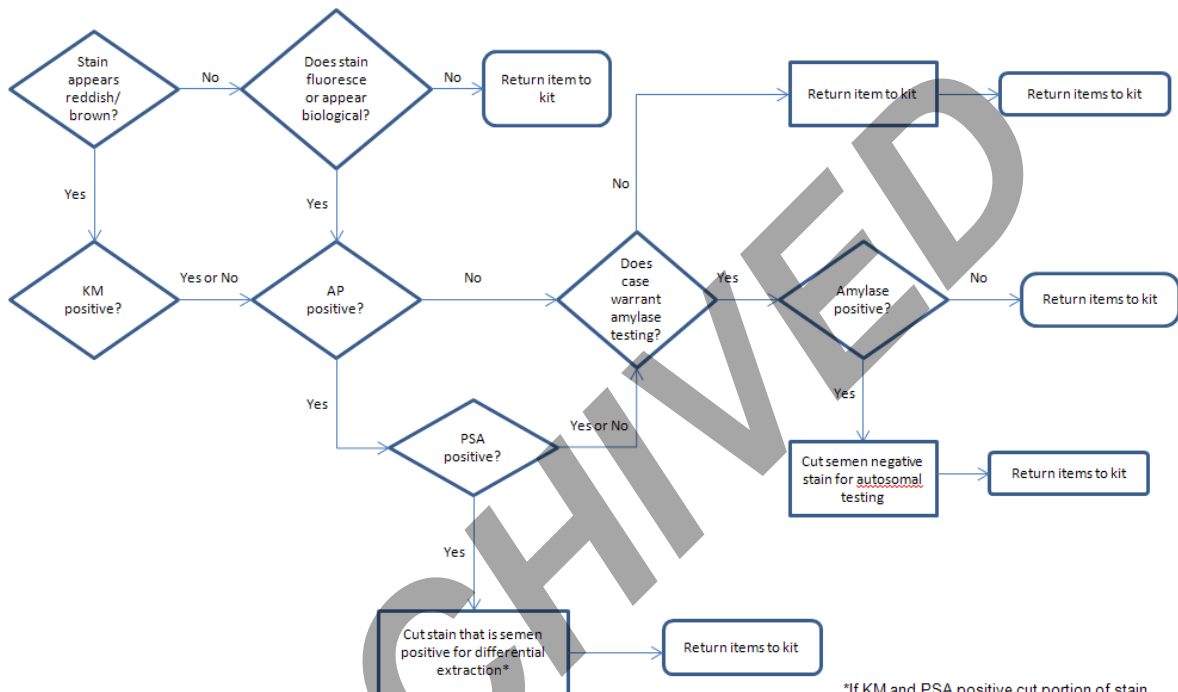 Stain
appears
reddish/
brown?
No
Does stain
fluoresce
or appear
biological?
No
Return item to
kit
Return item to kit
Return items to kit
Yes
Yes
No
KM
positive?
Yes or No
AP
positive?
No
Does
case
warrant
amylase
testing?
Yes
Amylase
positive?
No
Return items to kit
Yes
PSA
positive?
Yes or No
Yes
Cut semen negative
stain for autosomal
testing
Return items to kit
Yes
Cut stain that is semen
positive for differential
extraction*
Return items to kit
*If KM and PSA positive cut portion of stain
CHIVED